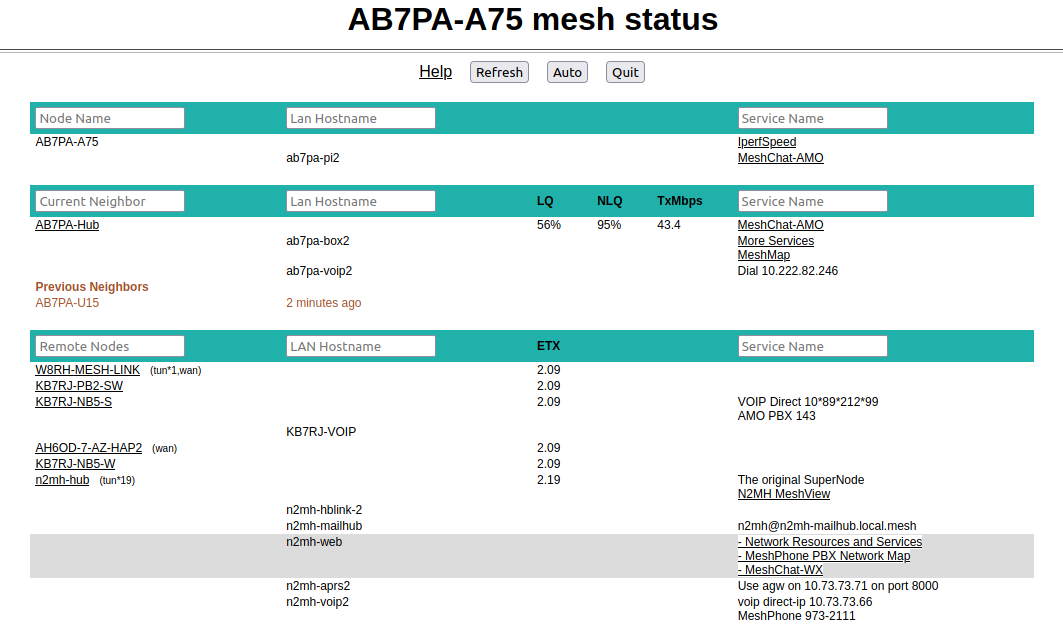 AB7PA-A75 mesh status
Help Refresh Auto Quit
Node Name Lan Hostname Service Name
AB7PA-A75 IperfSpeed
ab7pa-pi2 MeshChat-AMO
Current Neighbor Lan Hostname LQ NLQ TxMbps Service Name
AB7PA-Hub 56% 95% 43.4 MeshChat-AMO
ab7pa-box2 More Services
MeshMap
ab7pa-voip2 Dial 10.222.82.246
Previous Neighbors
AB7PA-U15 2 minutes ago
Remote Nodes LAN Hostname ETX Service Name
W8RH-MESH-LINK (tun*1,wan) 2.09
KB7RJ-PB2-SW 2.09
KB7RJ-NB5-S 2.09 VOIP Direct 10*89*212*99
AMO PBX 143
KB7RJ-VOIP
AH6OD-7-AZ-HAP2 (wan) 2.09
KB7RJ-NB5-W 2.09
n2mh-hub (tun*19) 2.19 The original SuperNode
N2MH MeshView
n2mh-hblink-2
n2mh-mailhub n2mh@n2mh-mailhub.local.mesh
n2mh-web - Network Resources and Services
- MeshPhone PBX Network Map
- MeshChat-WX
n2mh-aprs2 Use agw on 10.73.73.71 on port 8000
n2mh-voip2 voip direct-ip 10.73.73.66
MeshPhone 973-2111